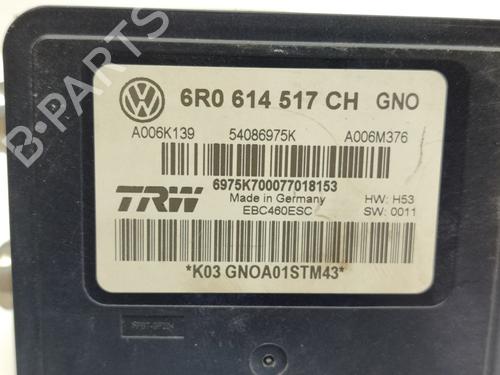 6R0 614 517 CH GNO
A006K139 54086975K A006M376
6975K700077018153
TRW Made in Germany HW: H53
EBC460ESC SW: 0011
*K03 GNOA01STM43*